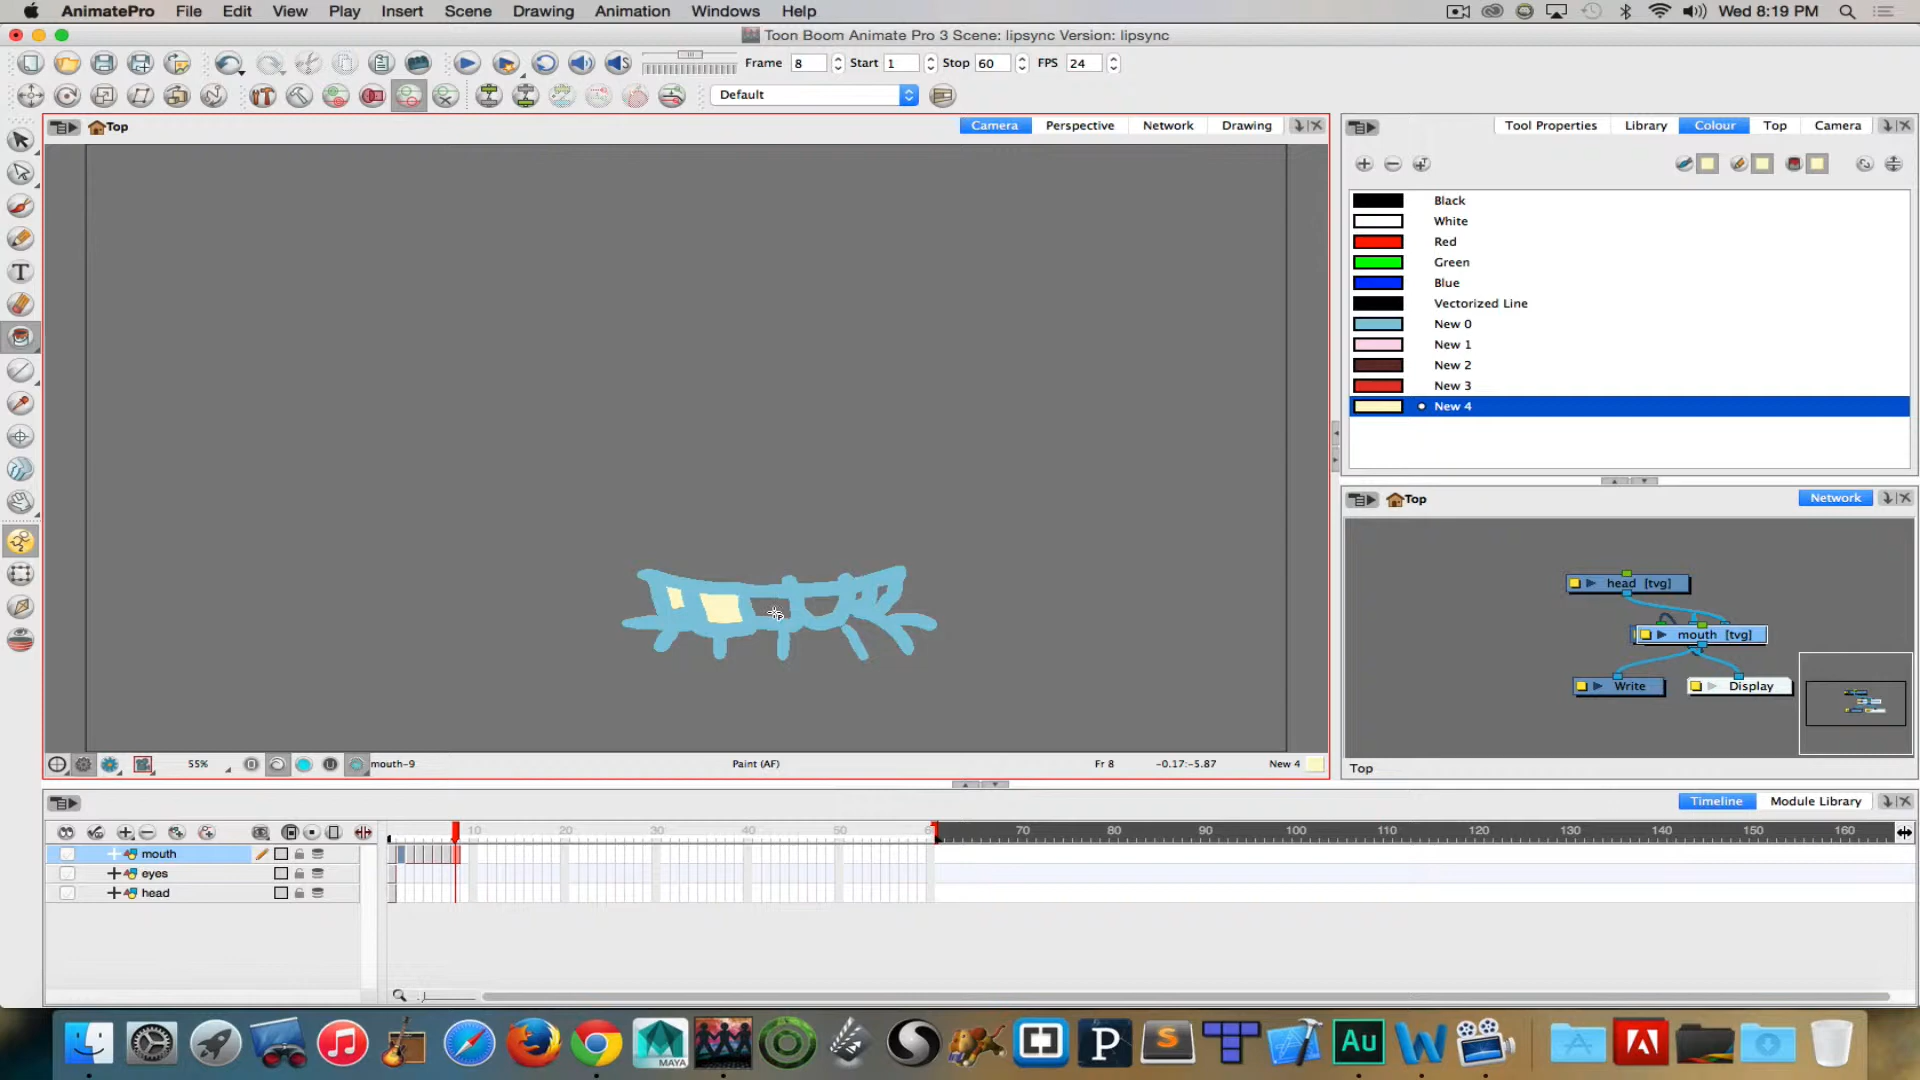 AnimatePro File Edit View Play Insert Scene Drawing Animation Windows Help Wed 8:19 PM
Toon Boom Animate Pro 3 Scene: lipsync Version: lipsync
Frame 8 Start 1 Stop 60 FPS 24
Default
Top Camera Perspective Network Drawing
Tool Properties Library Colour Top Camera
Black
White
Red
Green
Blue
Vectorized Line
New 0
New 1
New 2
New 3
New 4
Top Network
head [tvg]
mouth [tvg]
Write Display
Top
55% mouth-9 Paint (AF) Fr 8 -0.17:-5.87 New 4
Timeline Module Library
10 20 30 40 50 6 70 80 90 100 110 120 130 140 150 160
mouth
eyes
head
MAYA
P
S
T
Au
W